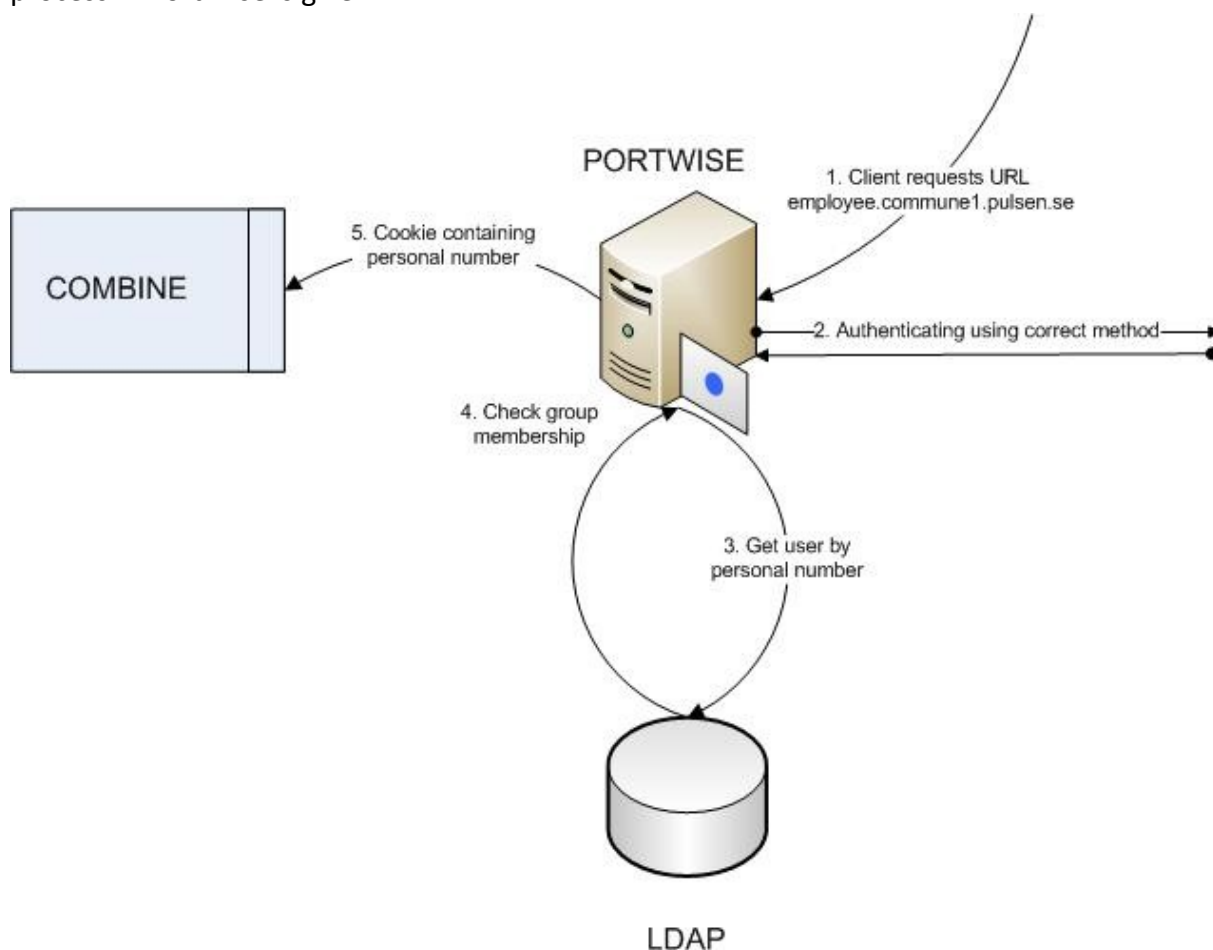 PORTWISE
1. Client requests URL
employee.commune1.pulsen.se
5. Cookie containing
personal number
COMBINE
2. Authenticating using correct method
4. Check group
membership
3. Get user by
personal number
LDAP